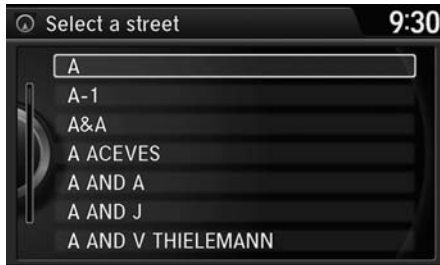 Select a street
9:30
A
A-1
A&A
A ACEVES
A AND A
A AND J
A AND V THIELEMANN